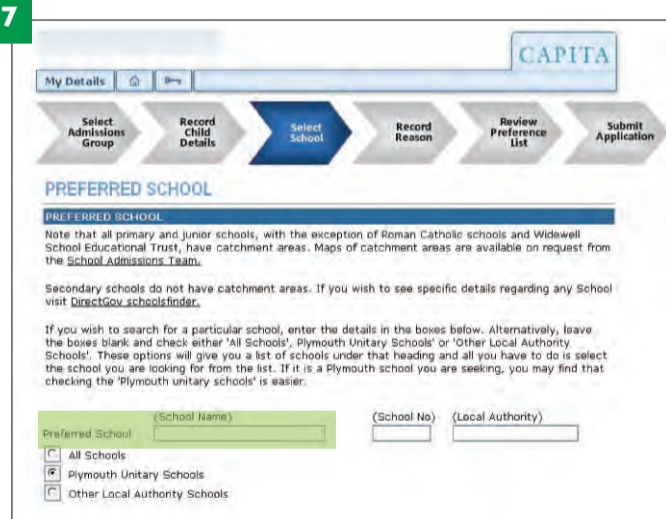 7
CAPITA
My Details
Select
Admissions
Group
Record
Child
Details
Select
School
Record
Reason
Review
Preference
List
Submit
Application
PREFERRED SCHOOL
PREFERRED SCHOOL
Note that all primary and junior schools, with the exception of Roman Catholic schools and Widewell
School Educational Trust, have catchment areas. Maps of catchment areas are available on request from
the School Admissions Team.
Secondary schools do not have catchment areas. If you wish to see specific details regarding any School
visit DirectGov schoolsfinder.
If you wish to search for a particular school, enter the details in the boxes below. Alternatively, leave
the boxes blank and check either 'All Schools', Plymouth Unitary Schools' or 'Other Local Authority
Schools'. These options will give you a list of schools under that heading and all you have to do is select
the school you are looking for from the list. If it is a Plymouth school you are seeking, you may find that
checking the 'Plymouth unitary schools' is easier.
(School Name) (School No) (Local Authority)
Preferred School
All Schools
Plymouth Unitary Schools
Other Local Authority Schools